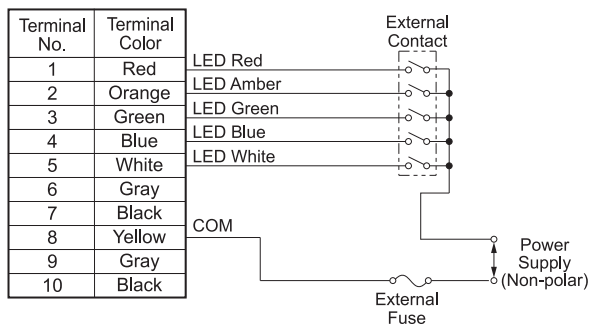 Terminal No. Terminal Color
1 Red
2 Orange
3 Green
4 Blue
5 White
6 Gray
7 Black
8 Yellow
9 Gray
10 Black
LED Red
LED Amber
LED Green
LED Blue
LED White
COM
External
Contact
Power
Supply
(Non-polar)
External
Fuse